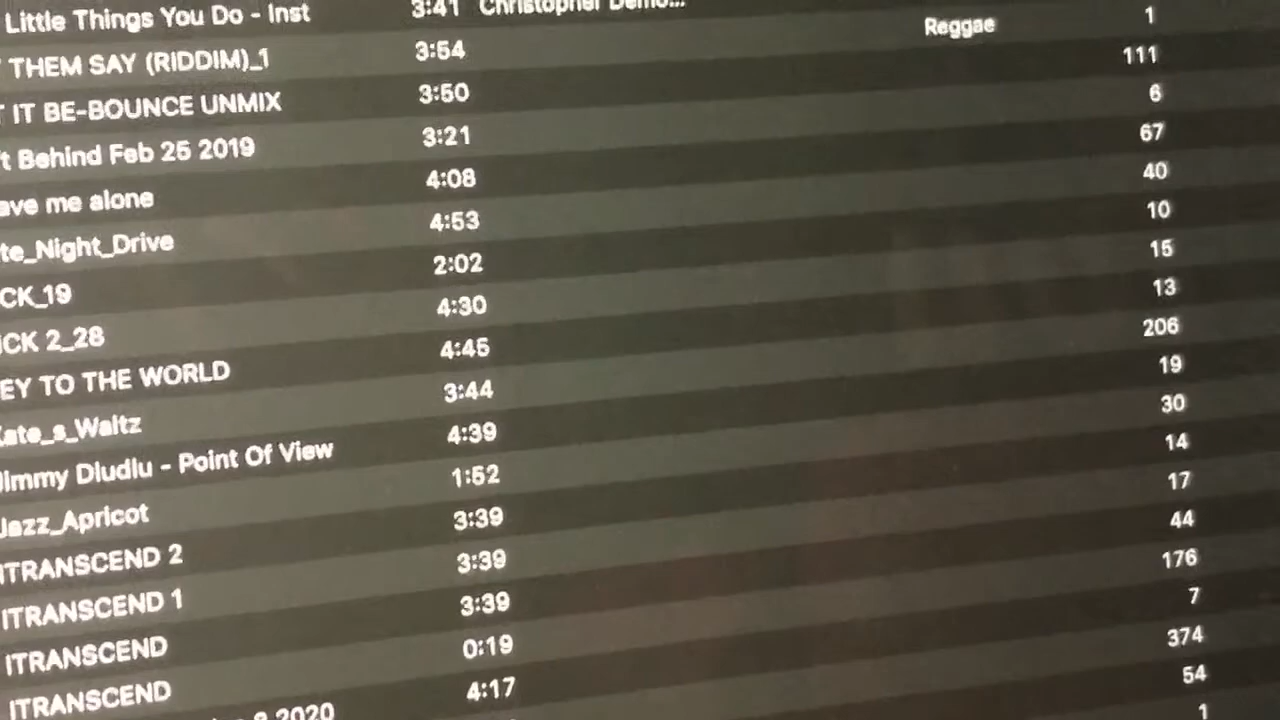 Little Things You Do - Inst 3:41 Christopher Demo...
THEM SAY (RIDDIM)_1 3:54 Reggae 1
IT BE-BOUNCE UNMIX 3:50 111
t Behind Feb 25 2019 3:21 6
ave me alone 4:08 67
te_Night_Drive 4:53 40
CK_19 2:02 10
CK 2_28 4:30 15
EY TO THE WORLD 4:45 13
Kate_s_Waltz 3:44 206
Jimmy Dludlu - Point Of View 4:39 19
Jazz_Apricot 1:52 30
ITRANSCEND 2 3:39 14
ITRANSCEND 1 3:39 17
ITRANSCEND 3:39 44
ITRANSCEND 0:19 176
8 2020 4:17 7
374
54
1